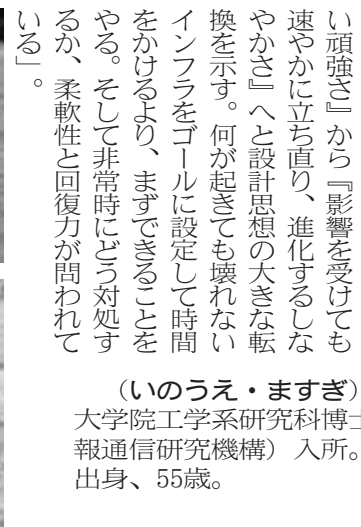 い頑強さ』から『影響を受けても
速やかに立ち直り、進化するしな
やかさ』へと設計思想の大きな転
換を示す。何が起きても壊れない
インフラをゴールに設定して時間
をかけるより、まずできることを
やる。そして非常時にどう対処す
るか、柔軟性と回復力が問われて
いる」。
（いのうえ・ますぎ）
大学院工学系研究科博士
報通信研究機構）入所。
出身、55歳。